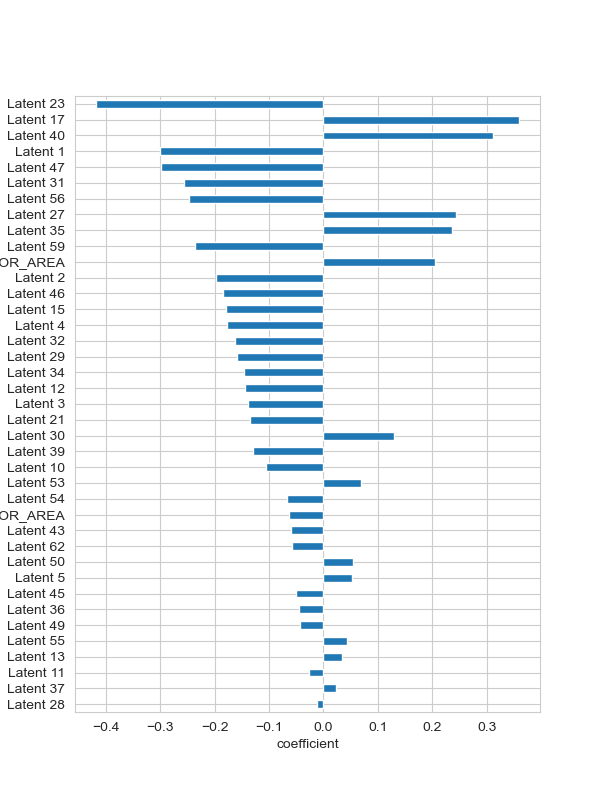 Latent 23
Latent 17
Latent 40
Latent 1
Latent 47
Latent 31
Latent 56
Latent 27
Latent 35
Latent 59
OR_AREA
Latent 2
Latent 46
Latent 15
Latent 4
Latent 32
Latent 29
Latent 34
Latent 12
Latent 3
Latent 21
Latent 30
Latent 39
Latent 10
Latent 53
Latent 54
OR_AREA
Latent 43
Latent 62
Latent 50
Latent 5
Latent 45
Latent 36
Latent 49
Latent 55
Latent 13
Latent 11
Latent 37
Latent 28
−0.4 −0.3 −0.2 −0.1 0.0 0.1 0.2 0.3
coefficient